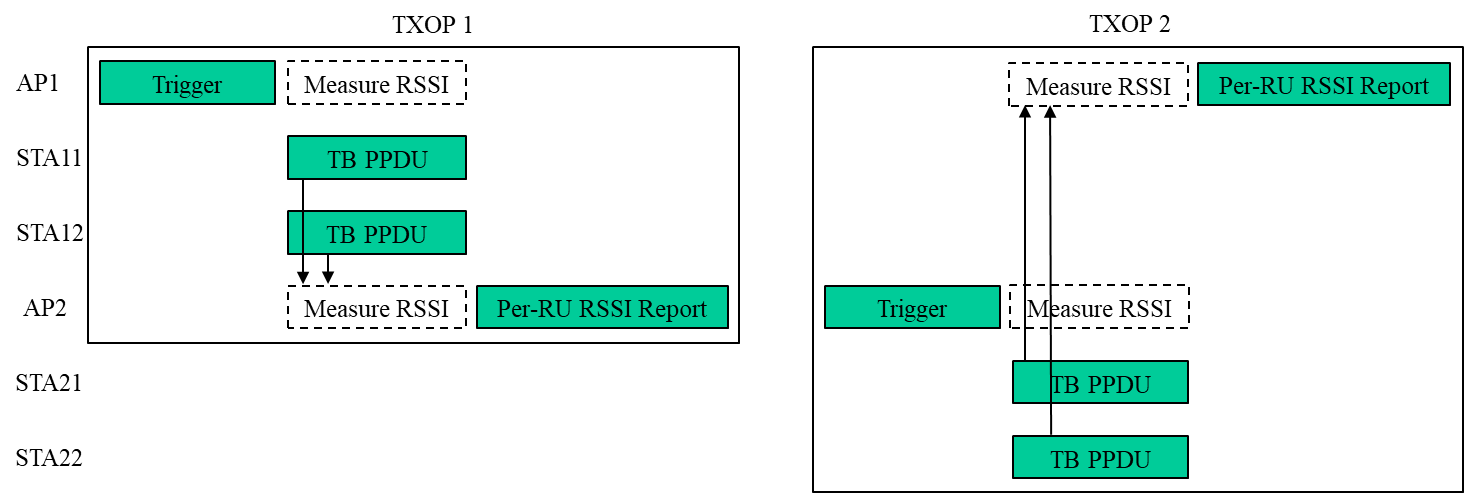 TXOP 1
TXOP 2
AP1
Trigger
Measure RSSI
Measure RSSI
Per-RU RSSI Report
STA11
TB PPDU
STA12
TB PPDU
AP2
Measure RSSI
Per-RU RSSI Report
Trigger
Measure RSSI
STA21
TB PPDU
STA22
TB PPDU